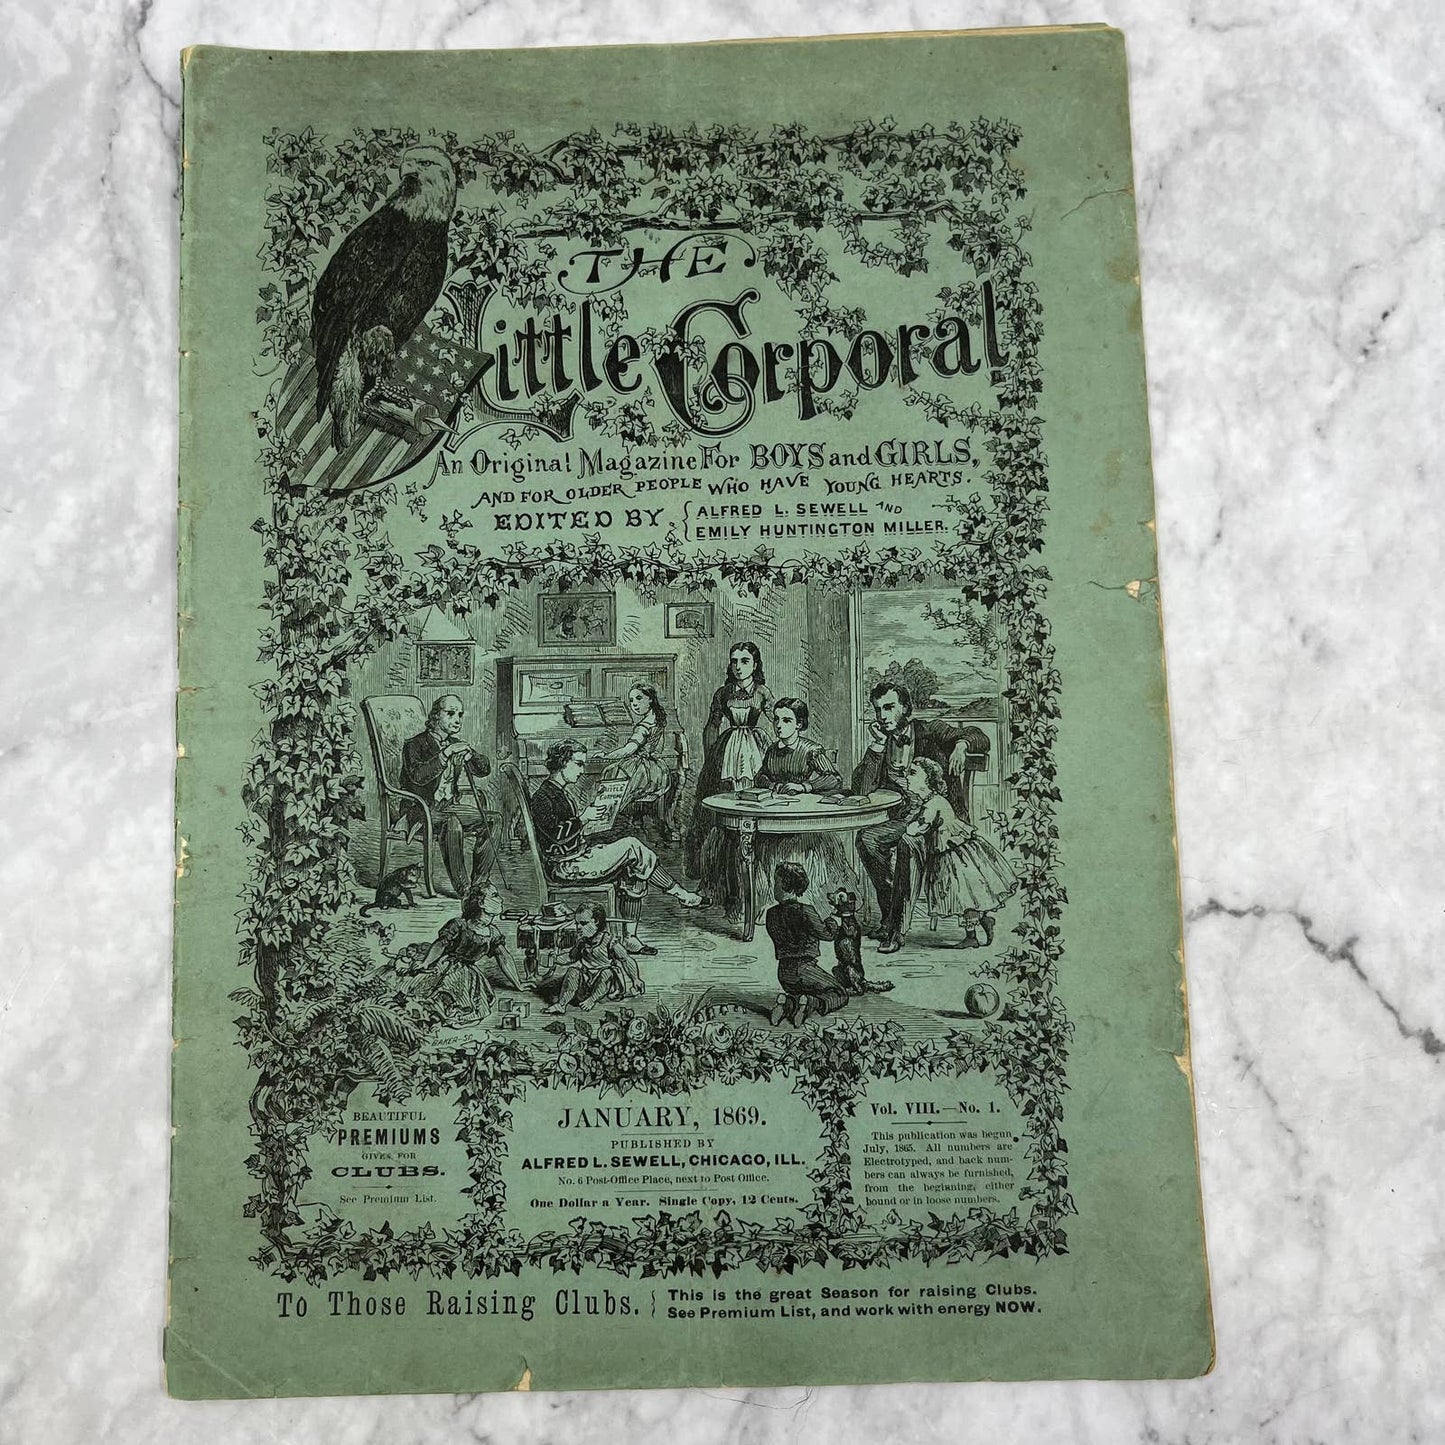 THE
Little Corporal
An Original Magazine For BOYS and GIRLS,
AND FOR OLDER PEOPLE WHO HAVE YOUNG HEARTS.
EDITED BY { ALFRED L. SEWELL AND
EMILY HUNTINGTON MILLER.
LITTLE
CORPORAL
BAKER-SC.
BEAUTIFUL
PREMIUMS
GIVEN FOR
CLUBS.
See Premium List.
JANUARY, 1869.
PUBLISHED BY
ALFRED L. SEWELL, CHICAGO, ILL.
No. 6 Post-Office Place, next to Post Office.
One Dollar a Year. Single Copy, 12 Cents.
Vol. VIII.—No. 1.
This publication was begun
July, 1865. All numbers are
Electrotyped, and back num-
bers can always be furnished,
from the beginning, either
bound or in loose numbers.
To Those Raising Clubs. { This is the great Season for raising Clubs.
See Premium List, and work with energy NOW.